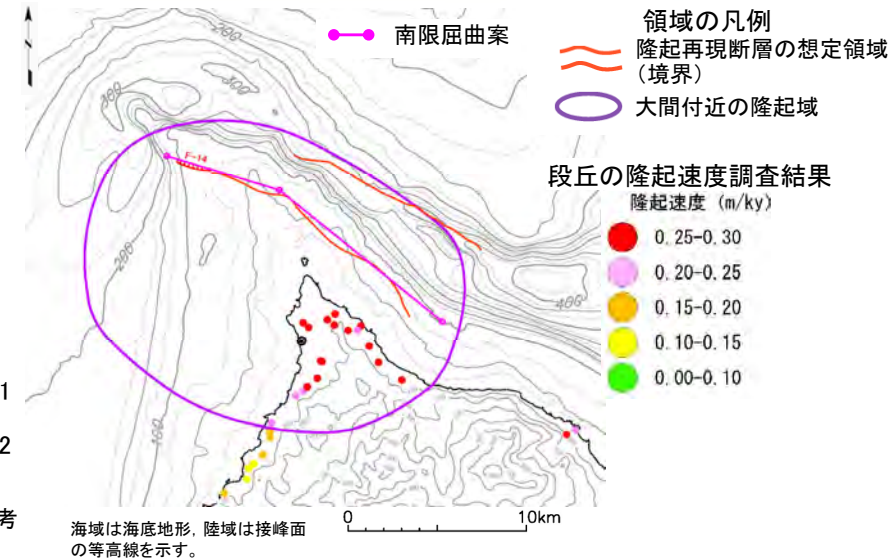 N
南限屈曲案
領域の凡例
隆起再現断層の想定領域
(境界)
大間付近の隆起域
段丘の隆起速度調査結果
隆起速度 (m/ky)
0.25-0.30
0.20-0.25
0.15-0.20
0.10-0.15
0.00-0.10
200
300
300
F-14
200
400
100
1
2
考
海域は海底地形，陸域は接峰面
の等高線を示す。
0 10km